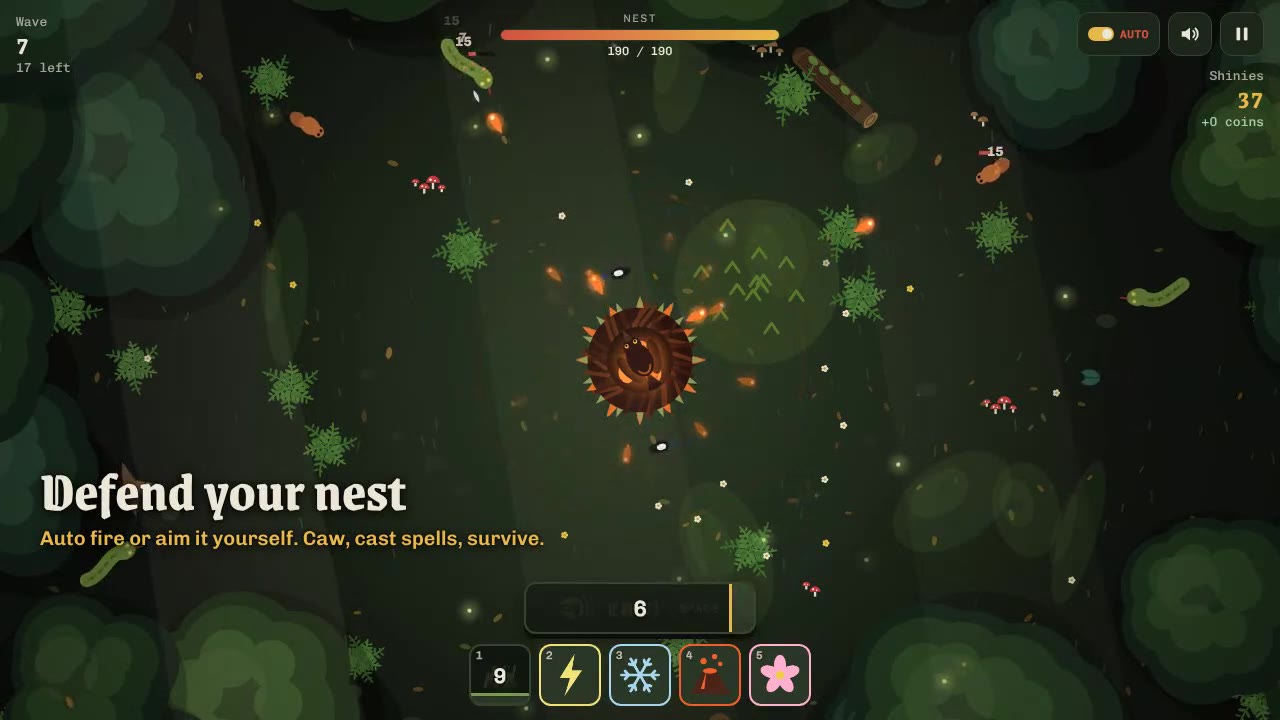 Wave
7
17 left
NEST
190 / 190
AUTO
Shinies
37
+0 coins
15
15
15
Defend your nest
Auto fire or aim it yourself. Caw, cast spells, survive.
6
SPACE
1
9
2
3
4
5